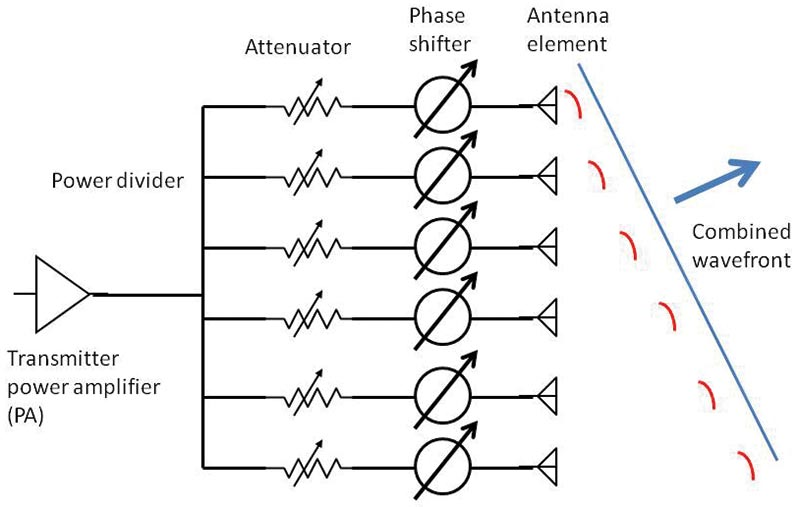 Phase
shifter
Antenna
element
Attenuator
Power divider
Combined
wavefront
Transmitter
power amplifier
(PA)